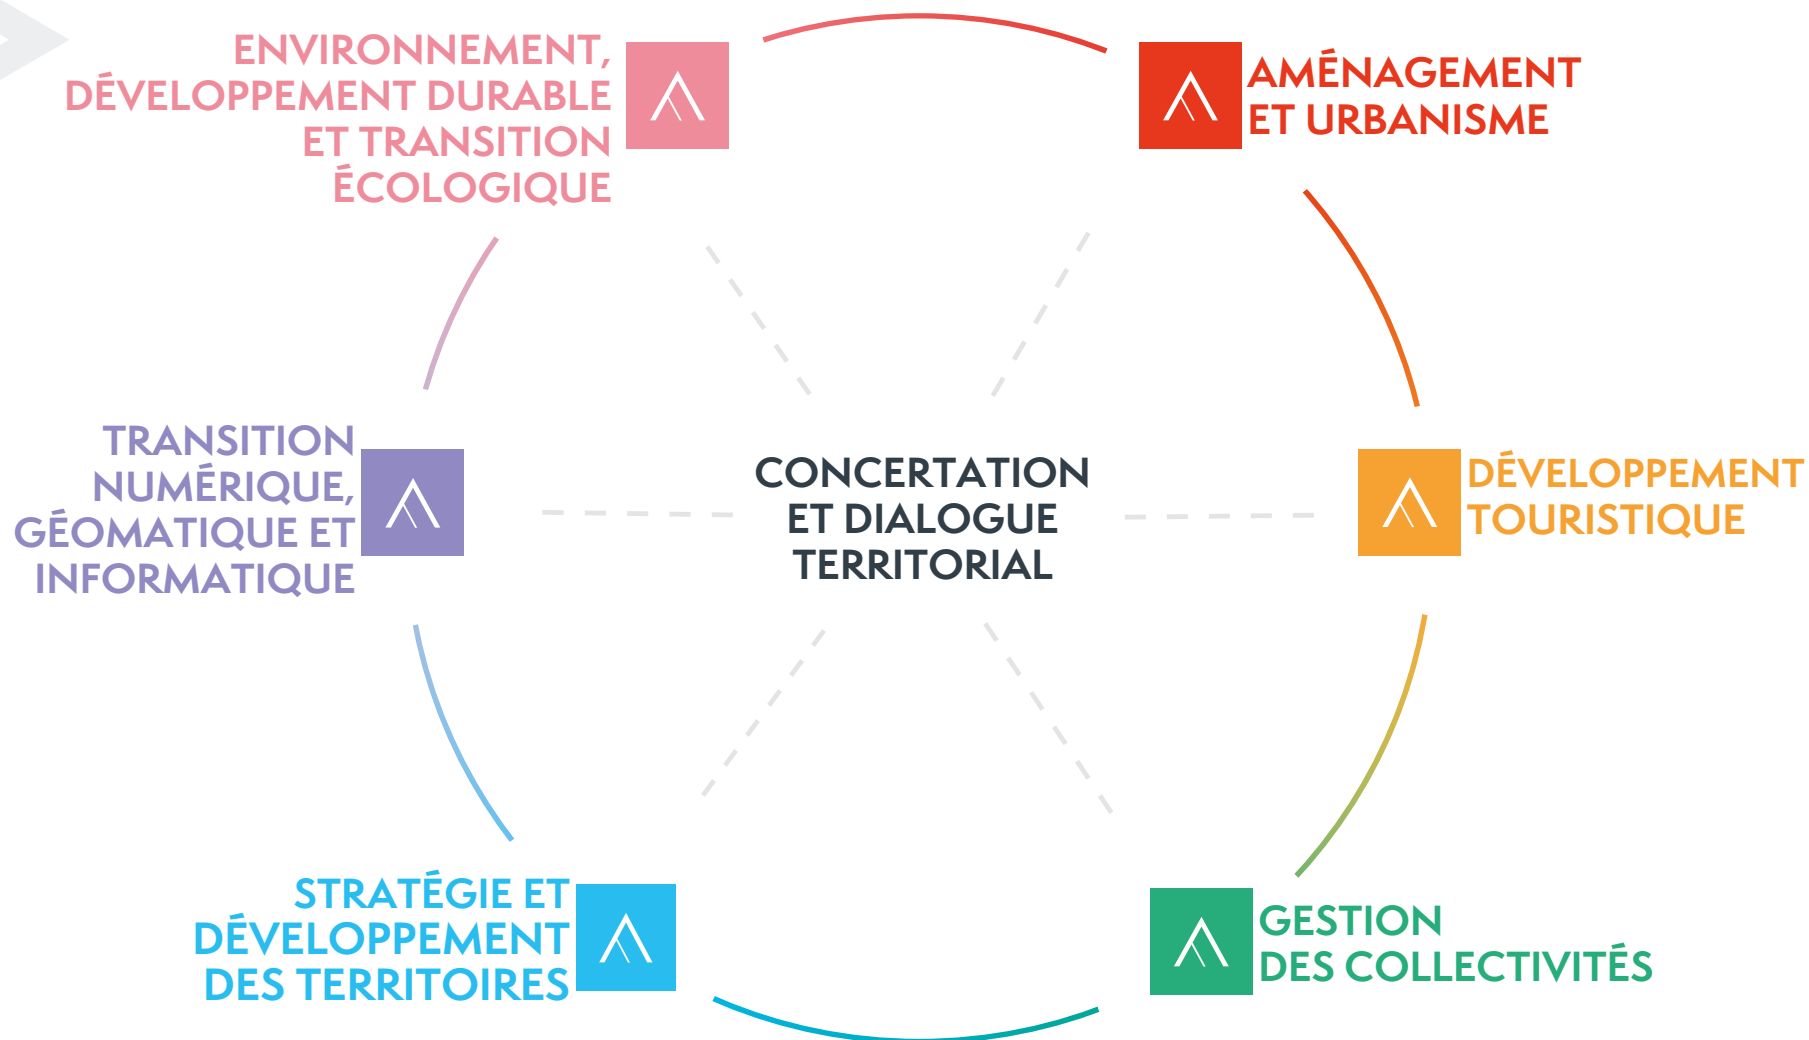 ENVIRONNEMENT,
DÉVELOPPEMENT DURABLE
ET TRANSITION
ÉCOLOGIQUE
AMÉNAGEMENT
ET URBANISME
TRANSITION
NUMÉRIQUE,
GÉOMATIQUE ET
INFORMATIQUE
CONCERTATION
ET DIALOGUE
TERRITORIAL
DÉVELOPPEMENT
TOURISTIQUE
STRATÉGIE ET
DÉVELOPPEMENT
DES TERRITOIRES
GESTION
DES COLLECTIVITÉS